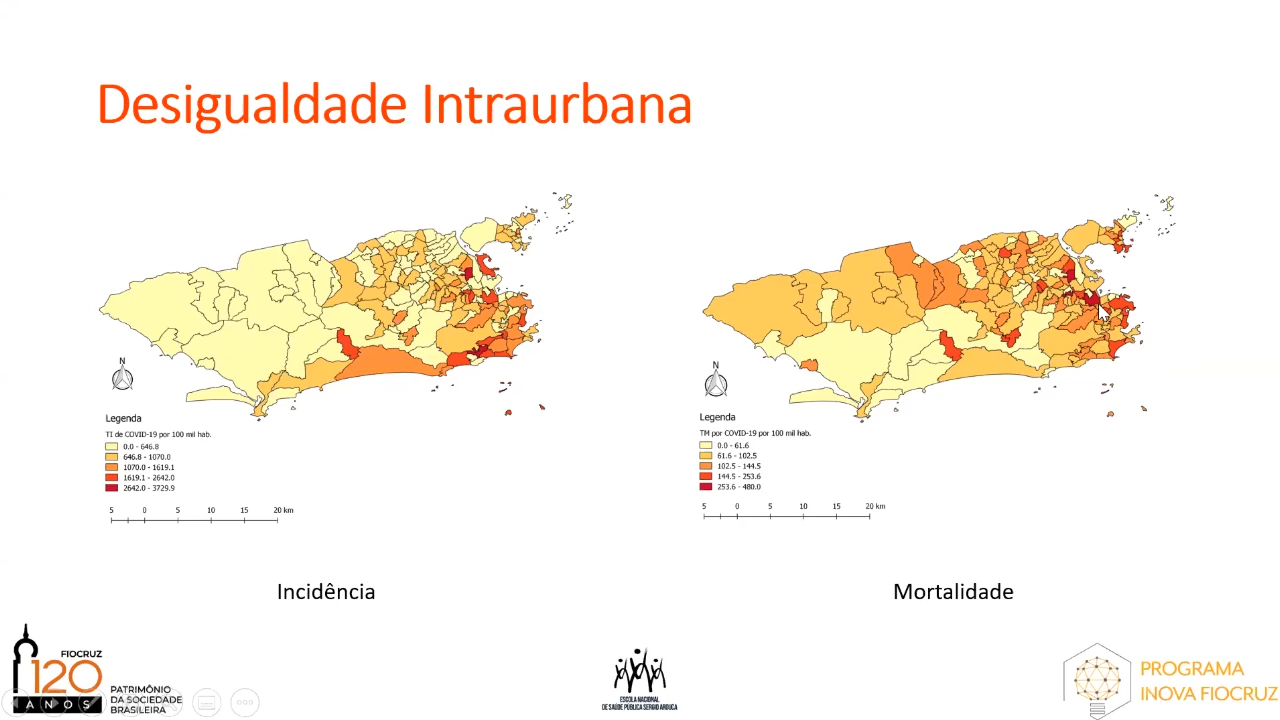 Desigualdade Intraurbana
N
Legenda
TI de COVID-19 por 100 mil hab.
0.0 - 646.8
646.8 - 1070.0
1070.0 - 1619.1
1619.1 - 2642.0
2642.0 - 3729.9
5 0 5 10 15 20 km
Incidência
N
Legenda
TM por COVID-19 por 100 mil hab.
0.0 - 61.6
61.6 - 102.5
102.5 - 144.5
144.5 - 253.6
253.6 - 480.0
5 0 5 10 15 20 km
Mortalidade
FIOCRUZ
120
ANOS
PATRIMÔNIO
DA SOCIEDADE
BRASILEIRA
ESCOLA NACIONAL
DE SAÚDE PÚBLICA SERGIO AROUCA
PROGRAMA
INOVA FIOCRUZ